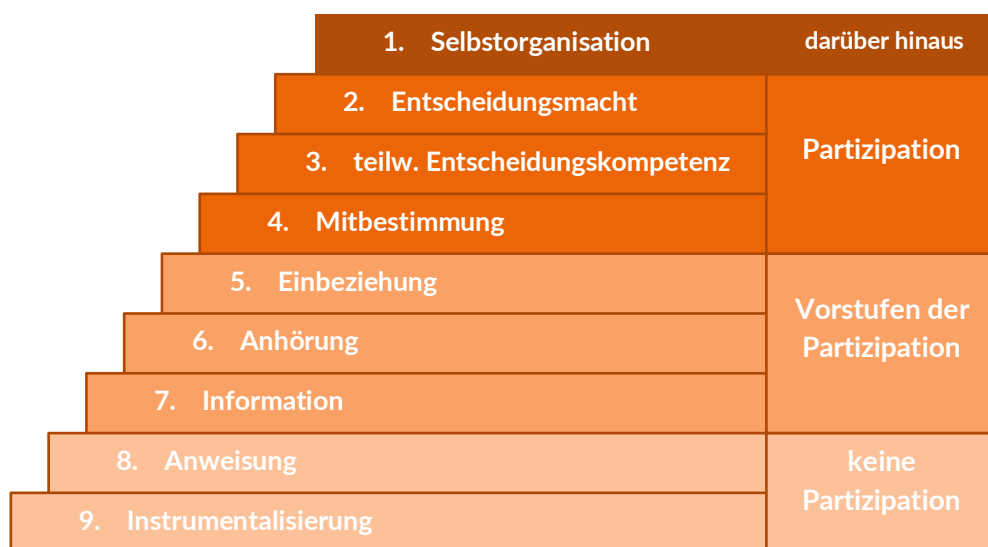 1. Selbstorganisation
darüber hinaus
2. Entscheidungsmacht
3. teilw. Entscheidungskompetenz
4. Mitbestimmung
Partizipation
5. Einbeziehung
6. Anhörung
7. Information
Vorstufen der
Partizipation
8. Anweisung
9. Instrumentalisierung
keine
Partizipation